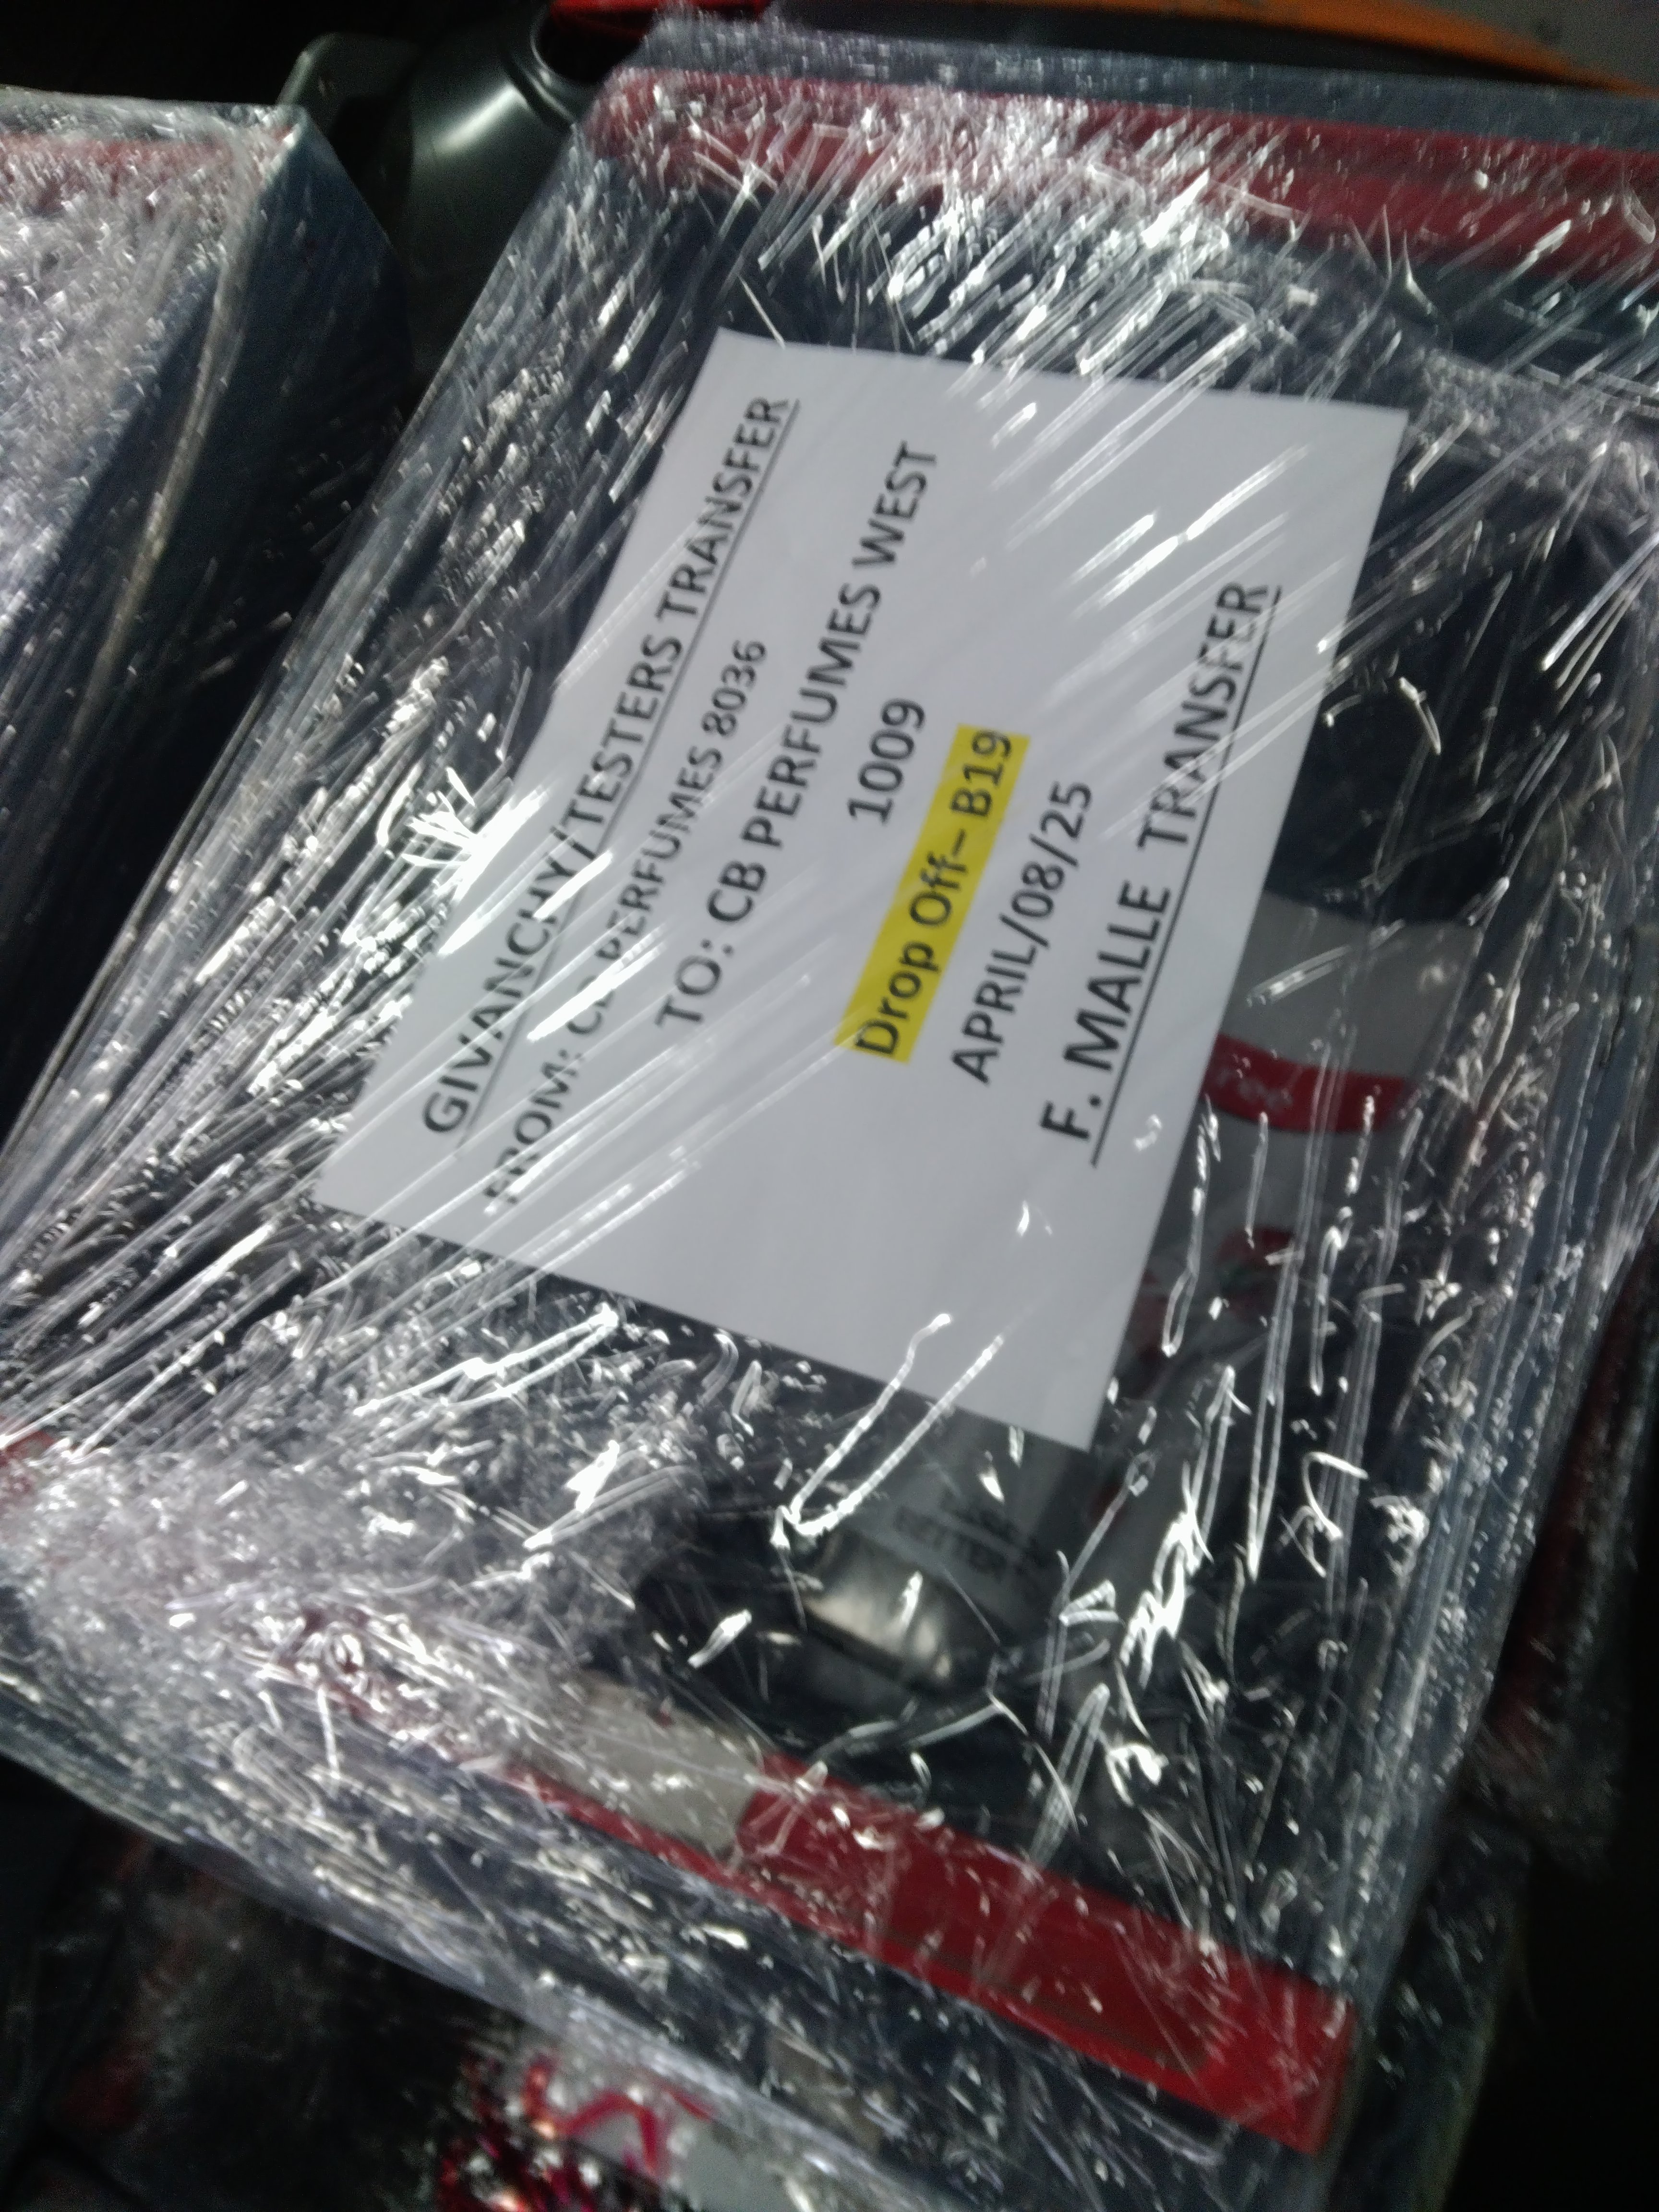 GIVANCHY/TESTERS TRANSFER
FROM: CB PERFUMES 8036
TO: CB PERFUMES WEST
1009
Drop Off– B19
APRIL/08/25
F. MALLE TRANSFER